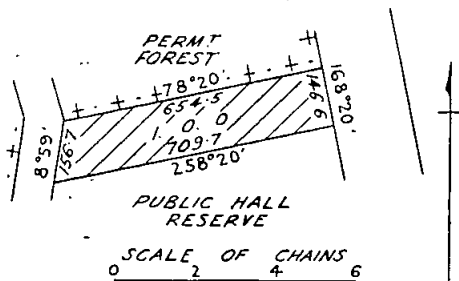 PERMT
FOREST
78°20'.
654.5
168°20'
146.6
1. 0. 0
156.7
8°59'
709.7
258°20'
PUBLIC HALL
RESERVE
SCALE OF CHAINS
0 2 4 6